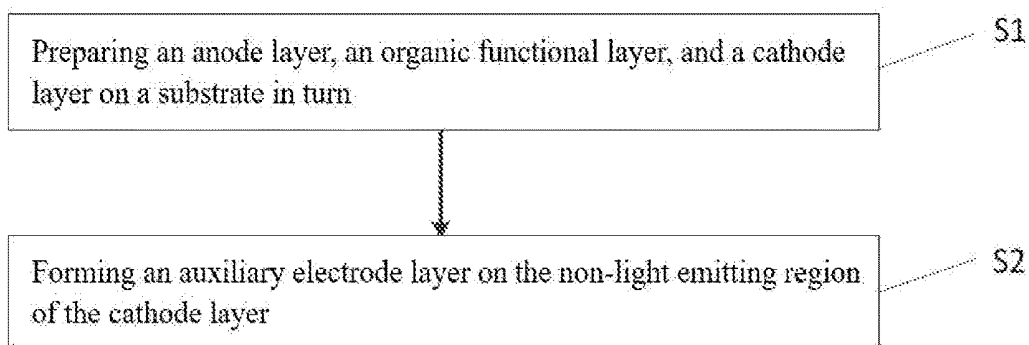 Preparing an anode layer, an organic functional layer, and a cathode
layer on a substrate in turn
S1
Forming an auxiliary electrode layer on the non-light emitting region
of the cathode layer
S2